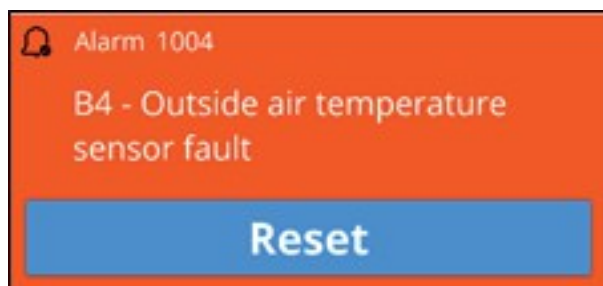 Alarm 1004
B4 - Outside air temperature
sensor fault
Reset